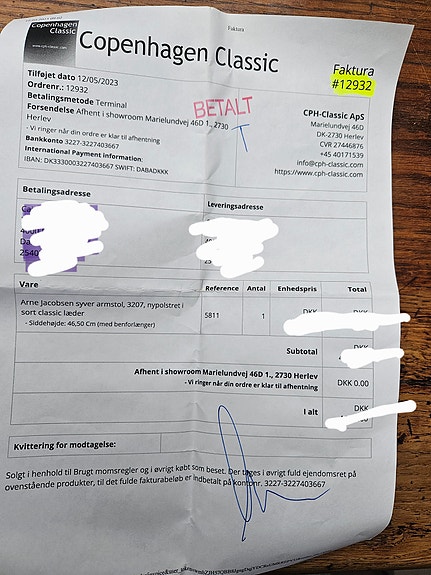 Faktura
Copenhagen
Classic
www.cph-classic.com
Copenhagen Classic
Faktura
#12932
Tilføjet dato 12/05/2023
Ordrenr.: 12932
Betalingsmetode Terminal
Forsendelse Afhent i showroom Marielundvej 46D 1., 2730
Herlev
- Vi ringer når din ordre er klar til afhentning
Bankkonto 3227-3227403667
International Payment Information:
IBAN: DK3330003227403667 SWIFT: DABADKKK
BETALT
CPH-Classic ApS
Marielundvej 46D
DK-2730 Herlev
CVR 27446876
+45 40171539
info@cph-classic.com
https://www.cph-classic.com
Betalingsadresse
Leveringsadresse
Vare
Reference
Antal
Enhedspris
Total
Arne Jacobsen syver armstol, 3207, nypolstret i
sort classic læder
- Siddehøjde: 46,50 Cm (med benforlænger)
5811
1
DKK
DKK
Subtotal
DKK
Afhent i showroom Marielundvej 46D 1., 2730 Herlev
- Vi ringer når din ordre er klar til afhentning
DKK 0.00
I alt
DKK
Kvittering for modtagelse:
Solgt i henhold til Brugt momsregler og i øvrigt købt som beset. Der tages i øvrigt fuld ejendomsret på
ovenstående produkter, til det fulde fakturabeløb er indbetalt på kontonr. 3227-3227403667